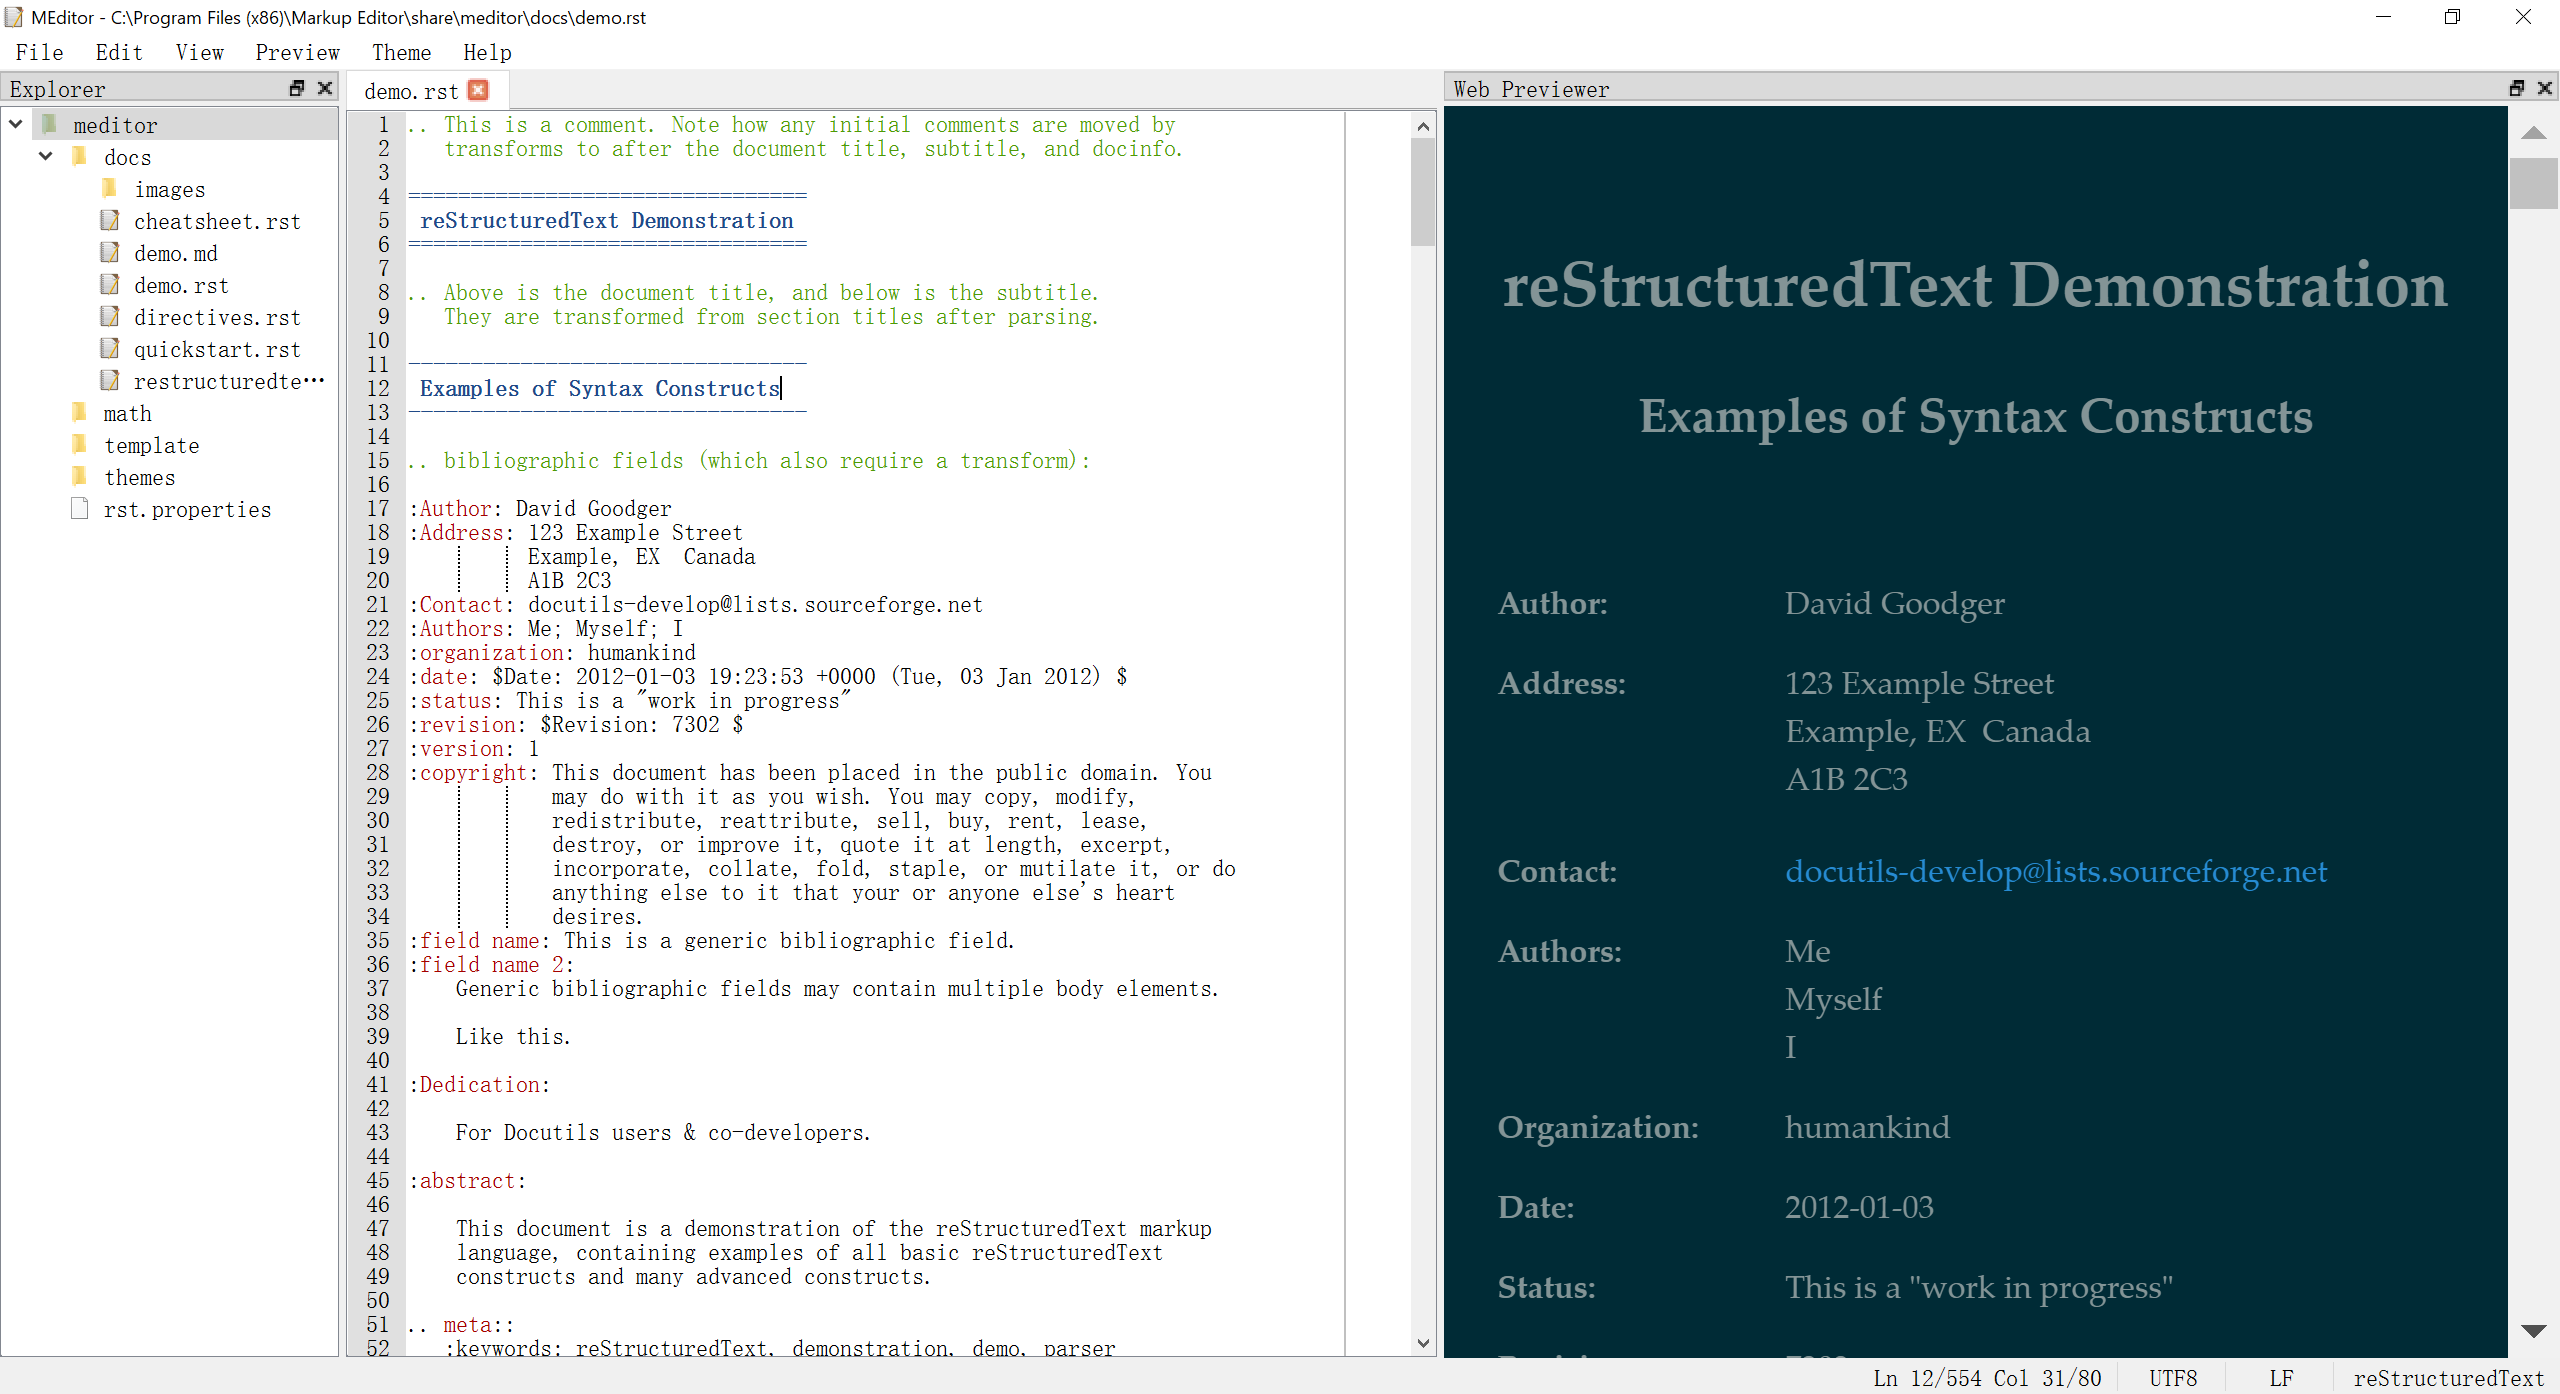 MEditor - C:\Program Files (x86)\Markup Editor\share\meditor\docs\demo.rst
File Edit View Preview Theme Help
Explorer
meditor
docs
images
cheatsheet.rst
demo.md
demo.rst
directives.rst
quickstart.rst
restructuredte···
math
template
themes
rst.properties
demo.rst
1 .. This is a comment. Note how any initial comments are moved by
2 transforms to after the document title, subtitle, and docinfo.
3
4 ================================
5 reStructuredText Demonstration
6 ================================
7
8 .. Above is the document title, and below is the subtitle.
9 They are transformed from section titles after parsing.
10
11 --------------------------------
12 Examples of Syntax Constructs
13 --------------------------------
14
15 .. bibliographic fields (which also require a transform):
16
17 :Author: David Goodger
18 :Address: 123 Example Street
19 Example, EX  Canada
20 A1B 2C3
21 :Contact: docutils-develop@lists.sourceforge.net
22 :Authors: Me; Myself; I
23 :organization: humankind
24 :date: $Date: 2012-01-03 19:23:53 +0000 (Tue, 03 Jan 2012) $
25 :status: This is a "work in progress"
26 :revision: $Revision: 7302 $
27 :version: 1
28 :copyright: This document has been placed in the public domain. You
29 may do with it as you wish. You may copy, modify,
30 redistribute, reattribute, sell, buy, rent, lease,
31 destroy, or improve it, quote it at length, excerpt,
32 incorporate, collate, fold, staple, or mutilate it, or do
33 anything else to it that your or anyone else's heart
34 desires.
35 :field name: This is a generic bibliographic field.
36 :field name 2:
37 Generic bibliographic fields may contain multiple body elements.
38
39 Like this.
40
41 :Dedication:
42
43 For Docutils users & co-developers.
44
45 :abstract:
46
47 This document is a demonstration of the reStructuredText markup
48 language, containing examples of all basic reStructuredText
49 constructs and many advanced constructs.
50
51 .. meta::
52 :keywords: reStructuredText, demonstration, demo, parser
Web Previewer
reStructuredText Demonstration
Examples of Syntax Constructs
Author: David Goodger
Address: 123 Example Street
Example, EX  Canada
A1B 2C3
Contact: docutils-develop@lists.sourceforge.net
Authors: Me
Myself
I
Organization: humankind
Date: 2012-01-03
Status: This is a "work in progress"
Ln 12/554 Col 31/80 UTF8 LF reStructuredText